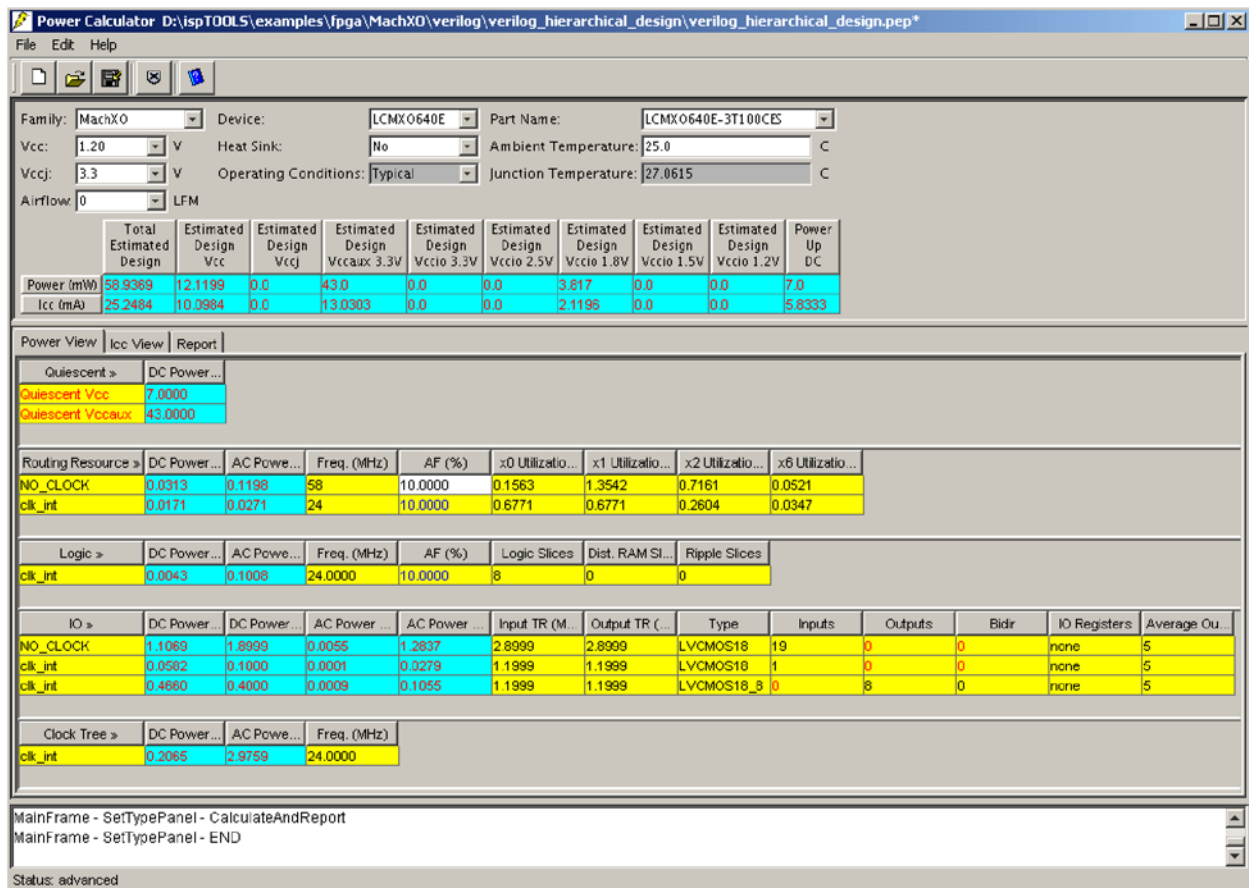 Power Calculator D:\ispTOOLS\examples\fpga\MachXO\verilog\verilog_hierarchical_design\verilog_hierarchical_design.pep*
File Edit Help
Family: MachXO Device: LCMXO640E Part Name: LCMXO640E-3T100CES
Vcc: 1.20 V Heat Sink: No Ambient Temperature: 25.0 C
Vccj: 3.3 V Operating Conditions: Typical Junction Temperature: 27.0615 C
Airflow: 0 LFM
Total Estimated Estimated Estimated Estimated Estimated Estimated Estimated Estimated Power
Estimated Design Design Design Design Design Design Design Design Up
Design Vcc Vccj Vccaux 3.3V Vccio 3.3V Vccio 2.5V Vccio 1.8V Vccio 1.5V Vccio 1.2V DC
Power (mW) 58.9369 12.1199 0.0 43.0 0.0 0.0 3.817 0.0 0.0 7.0
Icc (mA) 25.2484 10.0984 0.0 13.0303 0.0 0.0 2.1196 0.0 0.0 5.8333
Power View Icc View Report
Quiescent » DC Power...
Quiescent Vcc 7.0000
Quiescent Vccaux 43.0000
Routing Resource » DC Power... AC Powe... Freq. (MHz) AF (%) x0 Utilizatio... x1 Utilizatio... x2 Utilizatio... x6 Utilizatio...
NO_CLOCK 0.0313 0.1198 58 10.0000 0.1563 1.3542 0.7161 0.0521
clk_int 0.0171 0.0271 24 10.0000 0.6771 0.6771 0.2604 0.0347
Logic » DC Power... AC Powe... Freq. (MHz) AF (%) Logic Slices Dist. RAM Sl... Ripple Slices
clk_int 0.0043 0.1008 24.0000 10.0000 8 0 0
IO » DC Power... DC Power... AC Power ... AC Power ... Input TR (M... Output TR (... Type Inputs Outputs Bidir IO Registers Average Ou...
NO_CLOCK 1.1069 1.8999 0.0055 1.2837 2.8999 2.8999 LVCMOS18 19 0 0 none 5
clk_int 0.0582 0.1000 0.0001 0.0279 1.1999 1.1999 LVCMOS18 1 0 0 none 5
clk_int 0.4660 0.4000 0.0009 0.1055 1.1999 1.1999 LVCMOS18_8 0 8 0 none 5
Clock Tree » DC Power... AC Powe... Freq. (MHz)
clk_int 0.2065 2.9759 24.0000
MainFrame - SetTypePanel - CalculateAndReport
MainFrame - SetTypePanel - END
Status: advanced